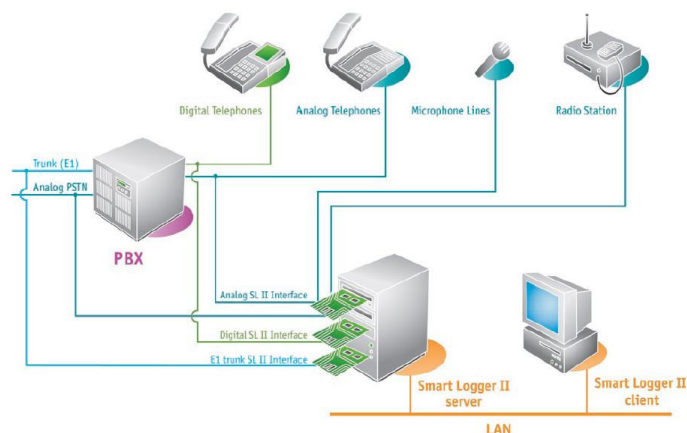 Digital Telephones
Analog Telephones
Microphone Lines
Radio Station
Trunk (E1)
Analog PSTN
PBX
Analog SL II Interface
Digital SL II Interface
E1 trunk SL II Interface
Smart Logger II
server
Smart Logger II
client
LAN